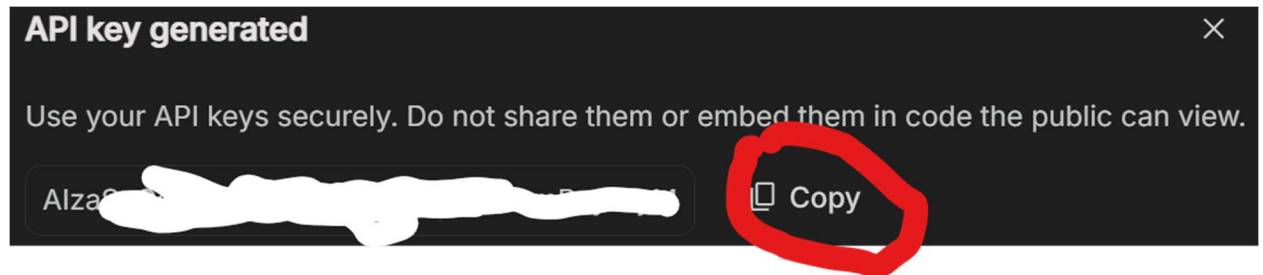 API key generated
Use your API keys securely. Do not share them or embed them in code the public can view.
Copy